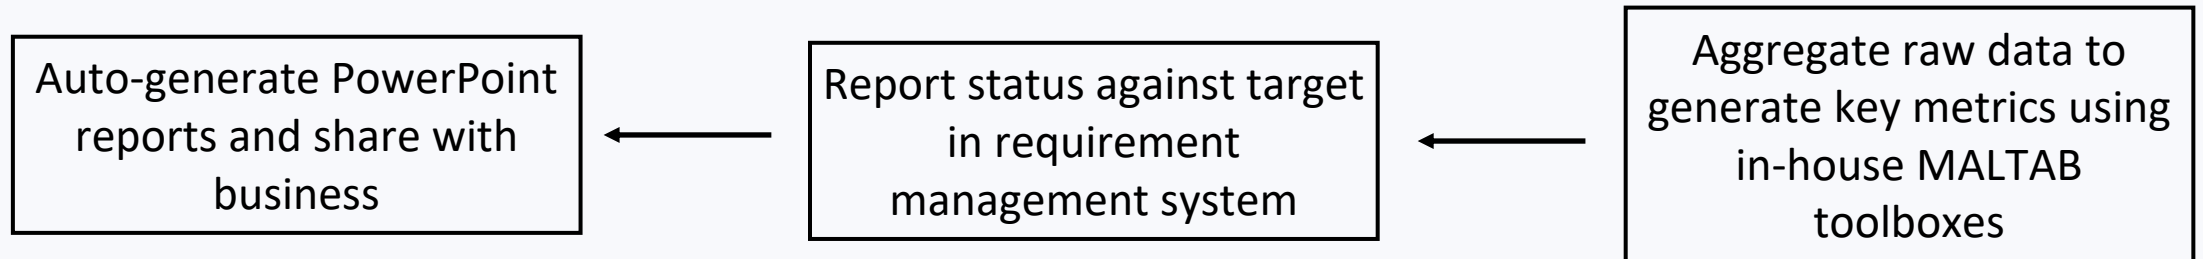 Auto-generate PowerPoint
reports and share with
business
Report status against target
in requirement
management system
Aggregate raw data to
generate key metrics using
in-house MALTAB
toolboxes